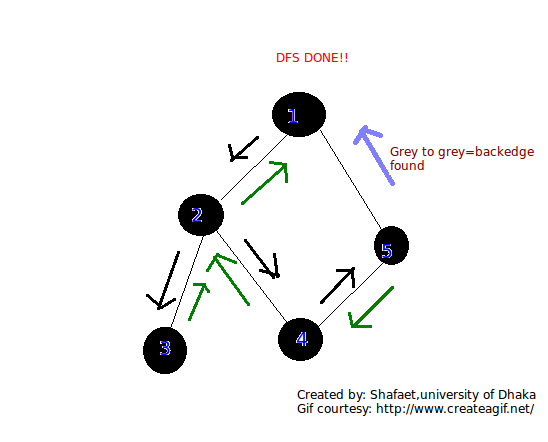 DFS DONE!!
1
Grey to grey=backedge
found
2
5
4
3
Created by: Shafaet,university of Dhaka
Gif courtesy: http://www.createagif.net/